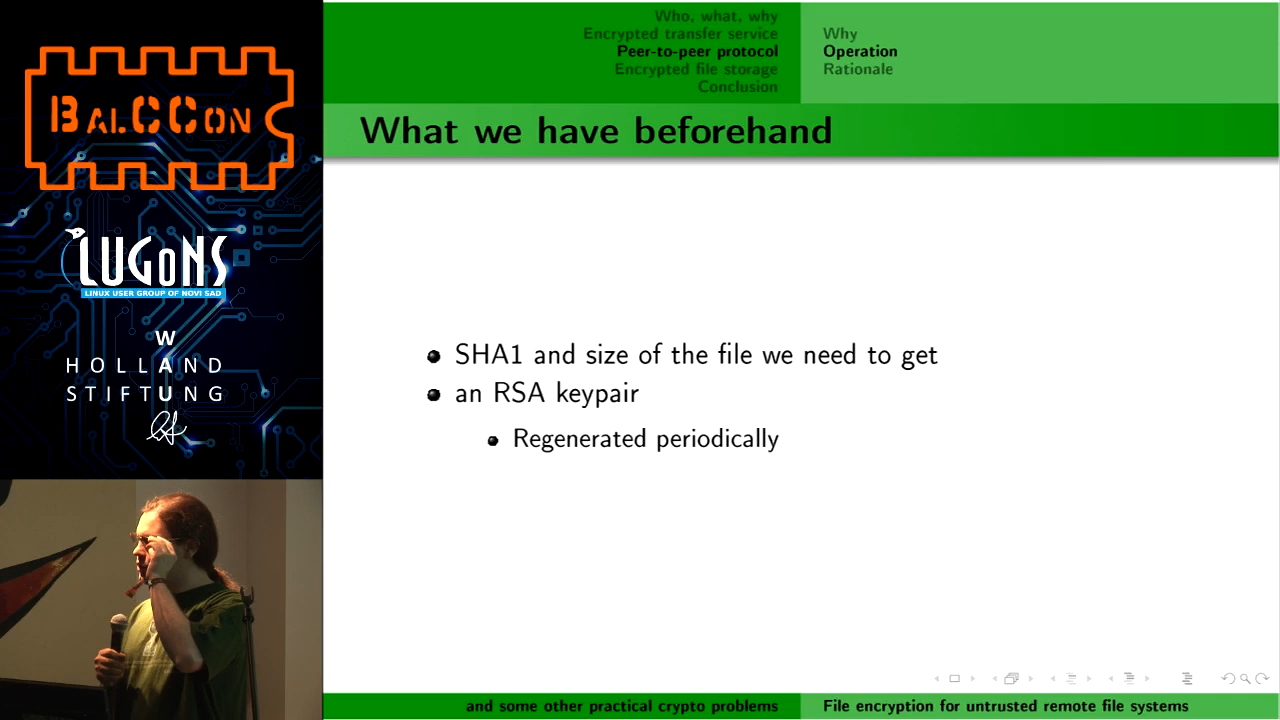 BALCCON
LUGONS
LINUX USER GROUP OF NOVI SAD
W
HOLLAND
STIFTUNG
Who, what, why
Encrypted transfer service
Peer-to-peer protocol
Encrypted file storage
Conclusion
Why
Operation
Rationale
What we have beforehand
SHA1 and size of the file we need to get
an RSA keypair
Regenerated periodically
and some other practical crypto problems
File encryption for untrusted remote file systems